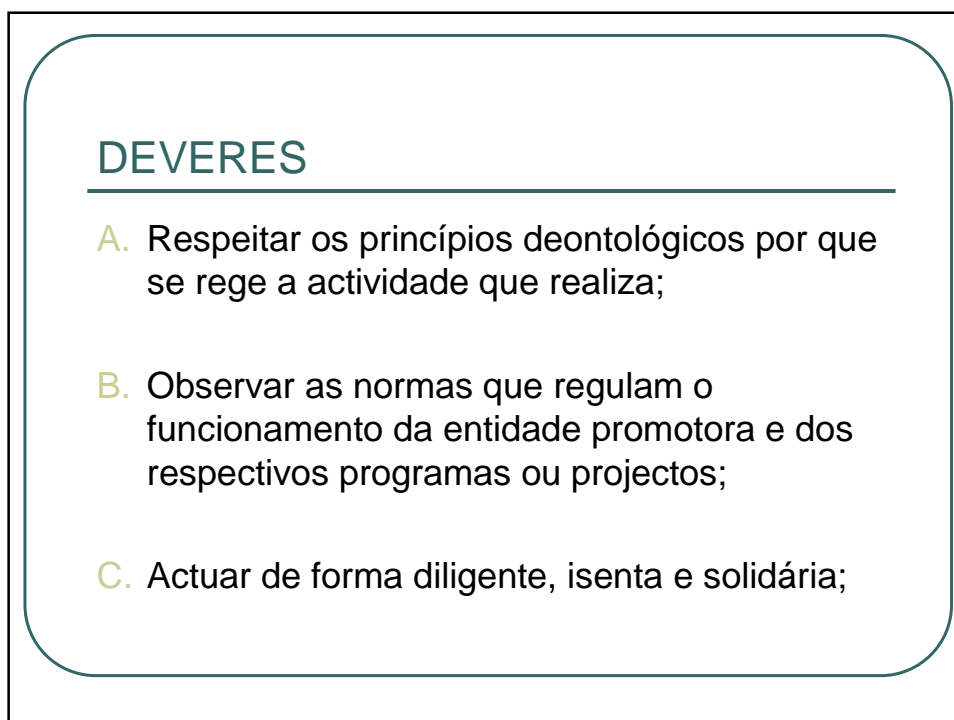 DEVERES
A. Respeitar os princípios deontológicos por que
se rege a actividade que realiza;
B. Observar as normas que regulam o
funcionamento da entidade promotora e dos
respectivos programas ou projectos;
C. Actuar de forma diligente, isenta e solidária;